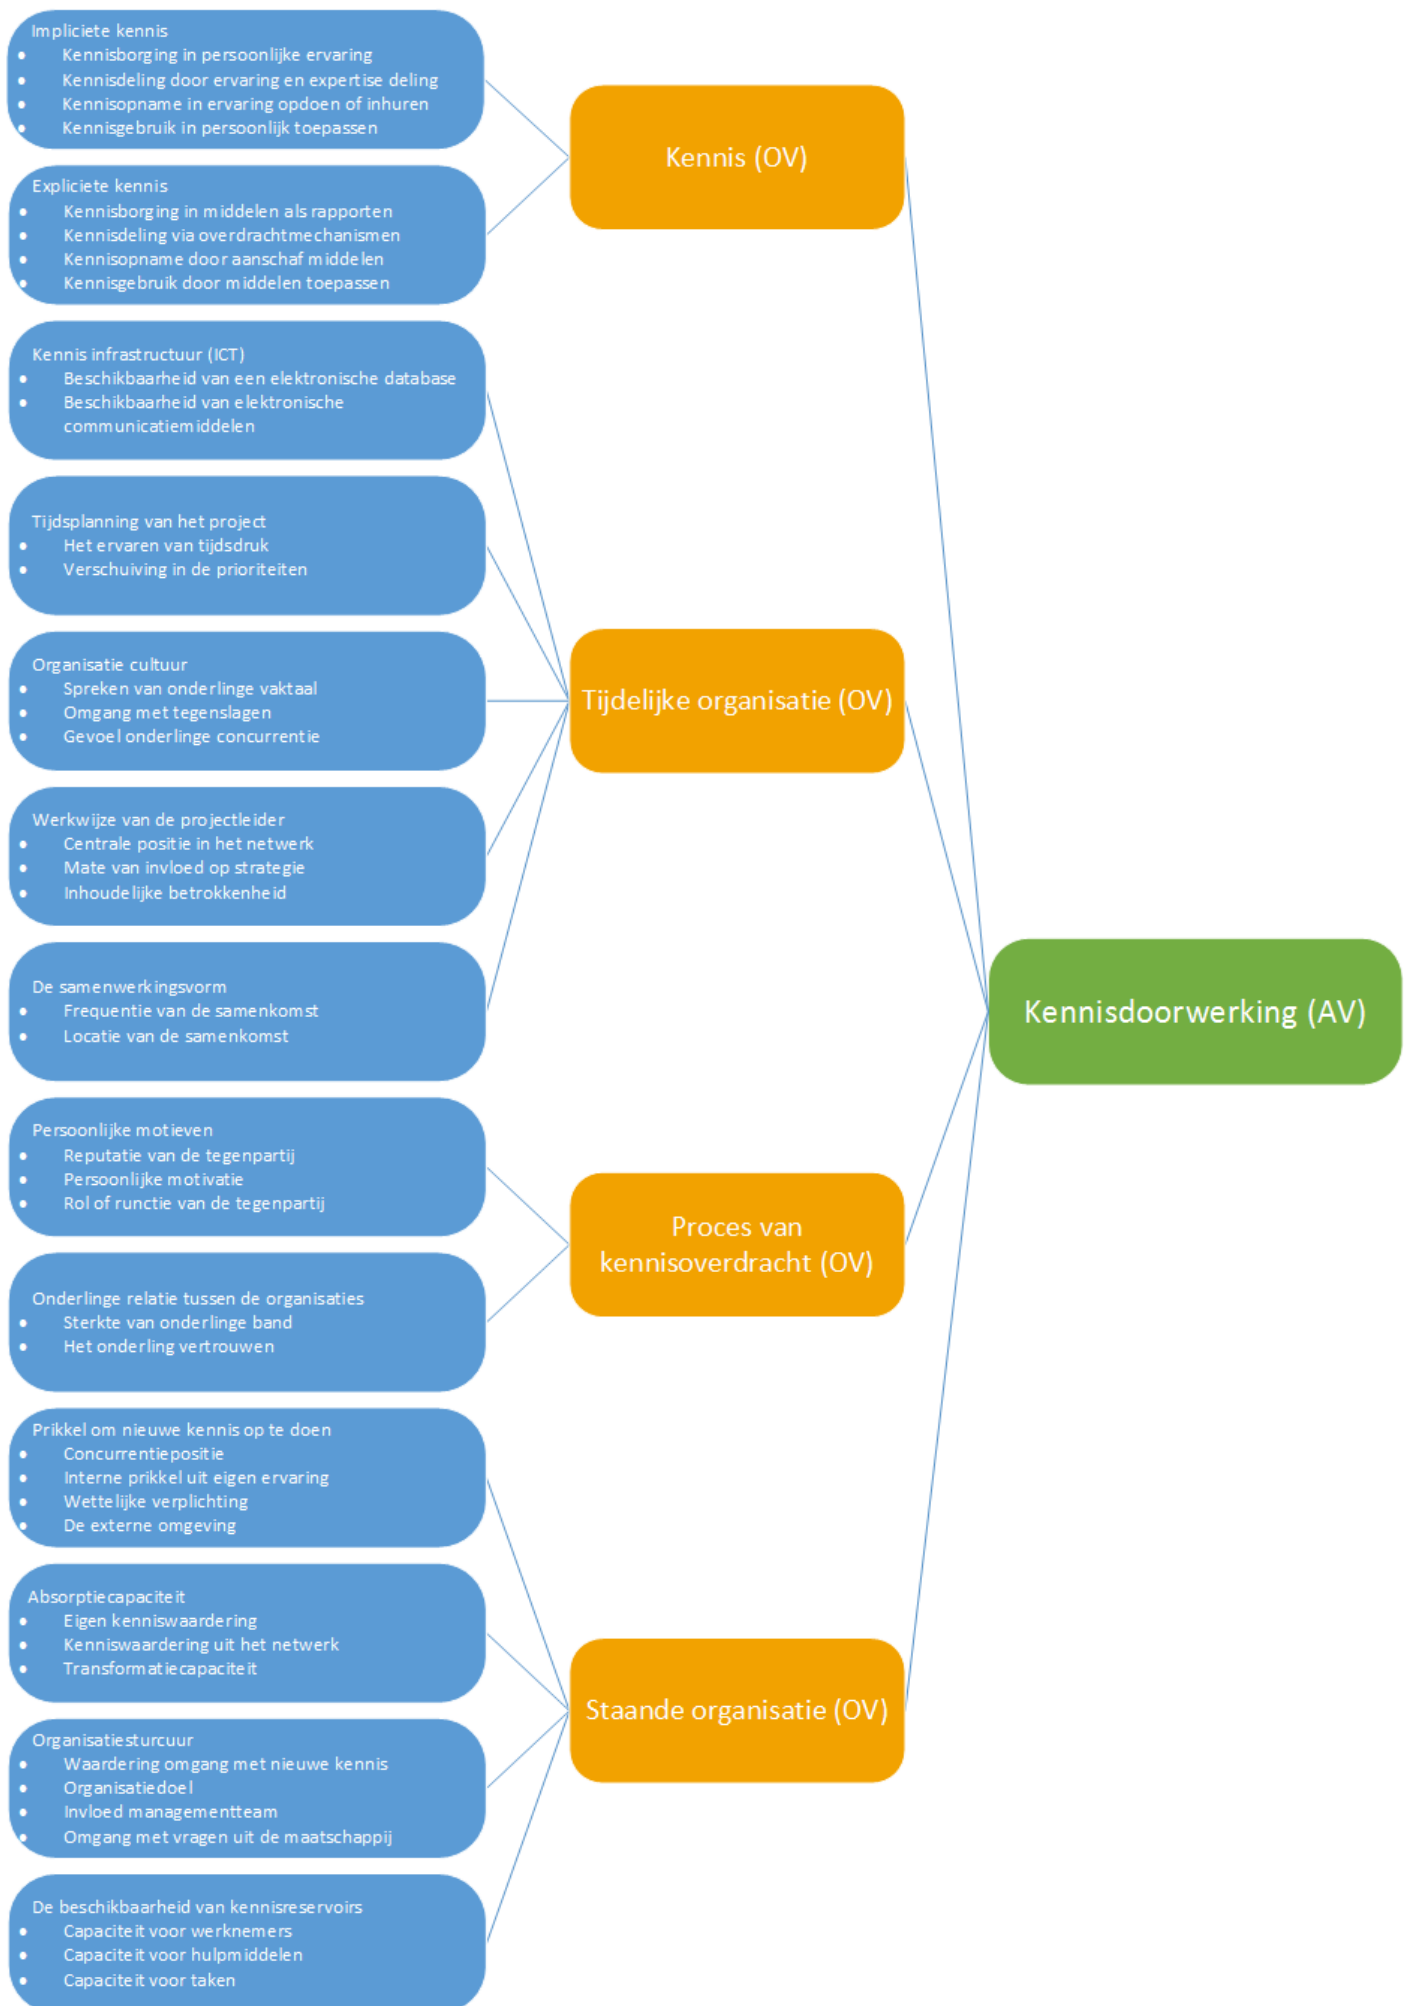 Impliciete kennis
• Kennisborging in persoonlijke ervaring
• Kennisdeling door ervaring en expertise deling
• Kennisopname in ervaring opdoen of inhuren
• Kennisgebruik in persoonlijk toepassen
Expliciete kennis
• Kennisborging in middelen als rapporten
• Kennisdeling via overdrachtmechanismen
• Kennisopname door aanschaf middelen
• Kennisgebruik door middelen toepassen
Kennis (OV)
Kennis infrastructuur (ICT)
• Beschikbaarheid van een elektronische database
• Beschikbaarheid van elektronische
communicatiemiddelen
Tijdsplanning van het project
• Het ervaren van tijdsdruk
• Verschuiving in de prioriteiten
Organisatie cultuur
• Spreken van onderlinge vaktaal
• Omgang met tegenslagen
• Gevoel onderlinge concurrentie
Werkwijze van de projectleider
• Centrale positie in het netwerk
• Mate van invloed op strategie
• Inhoudelijke betrokkenheid
De samenwerkingsvorm
• Frequentie van de samenkomst
• Locatie van de samenkomst
Tijdelijke organisatie (OV)
Persoonlijke motieven
• Reputatie van de tegenpartij
• Persoonlijke motivatie
• Rol of runctie van de tegenpartij
Onderlinge relatie tussen de organisaties
• Sterkte van onderlinge band
• Het onderling vertrouwen
Proces van
kennisoverdracht (OV)
Prikkel om nieuwe kennis op te doen
• Concurrentiepositie
• Interne prikkel uit eigen ervaring
• Wettelijke verplichting
• De externe omgeving
Absorptiecapaciteit
• Eigen kenniswaardering
• Kenniswaardering uit het netwerk
• Transformatiecapaciteit
Organisatiesturcuur
• Waardering omgang met nieuwe kennis
• Organisatiedoel
• Invloed managementteam
• Omgang met vragen uit de maatschappij
De beschikbaarheid van kennisreservoirs
• Capaciteit voor werknemers
• Capaciteit voor hulpmiddelen
• Capaciteit voor taken
Staande organisatie (OV)
Kennisdoorwerking (AV)